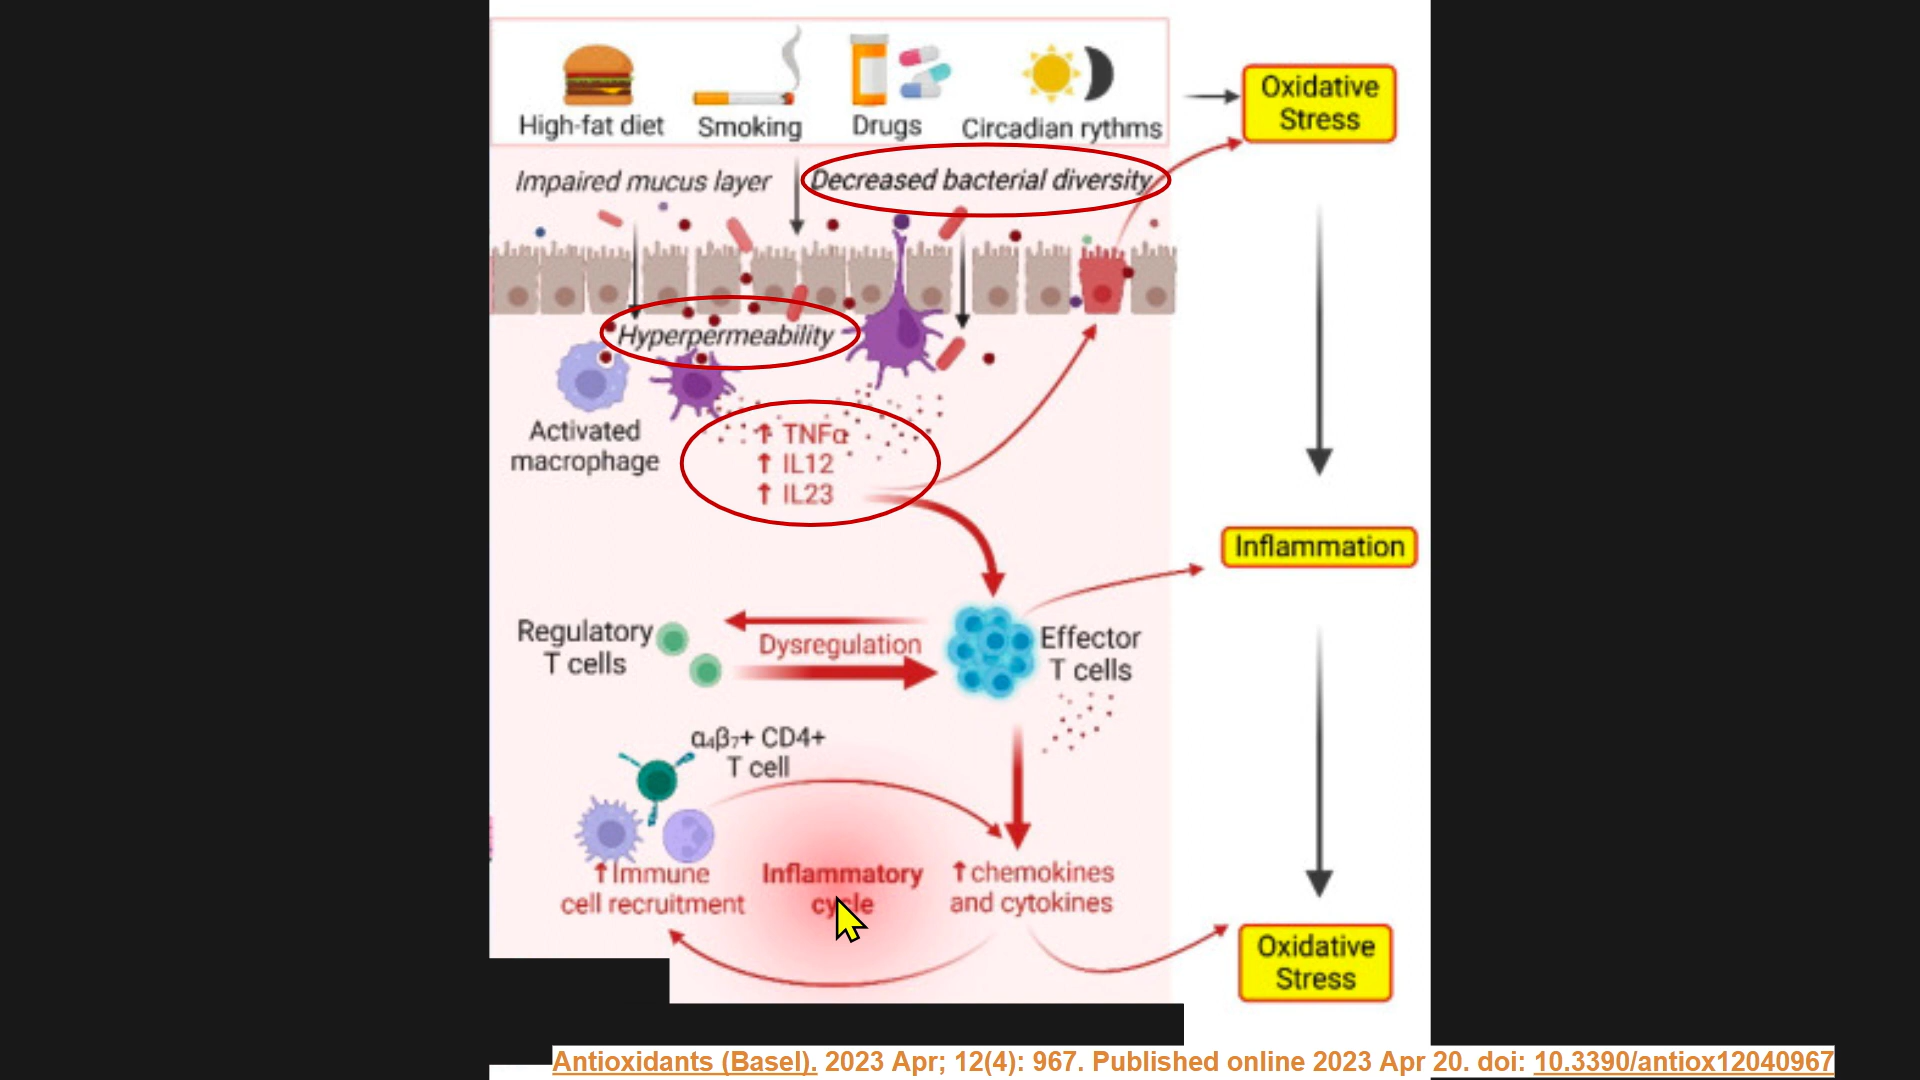 High-fat diet
Smoking
Drugs
Circadian rythms
Oxidative
Stress
Impaired mucus layer
Decreased bacterial diversity
Hyperpermeability
Activated
macrophage
↑ TNFα
↑ IL12
↑ IL23
Inflammation
Regulatory
T cells
Dysregulation
Effector
T cells
α₄β₇+ CD4+
T cell
↑ Immune
cell recruitment
Inflammatory
cycle
↑ chemokines
and cytokines
Oxidative
Stress
Antioxidants (Basel). 2023 Apr; 12(4): 967. Published online 2023 Apr 20. doi: 10.3390/antiox12040967